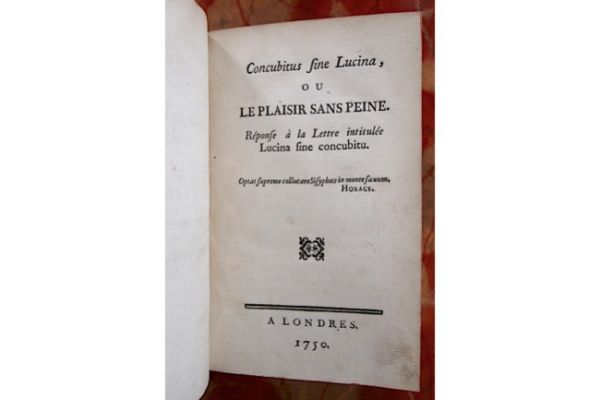 Concubitus ſine Lucina,
OU
LE PLAISIR SANS PEINE.
Réponſe à la Lettre intitulée
Lucina ſine concubitu.
Optat ſupremo collocare Siſyphus in monte ſaxum.
HORACE.
A LONDRES.
1750.